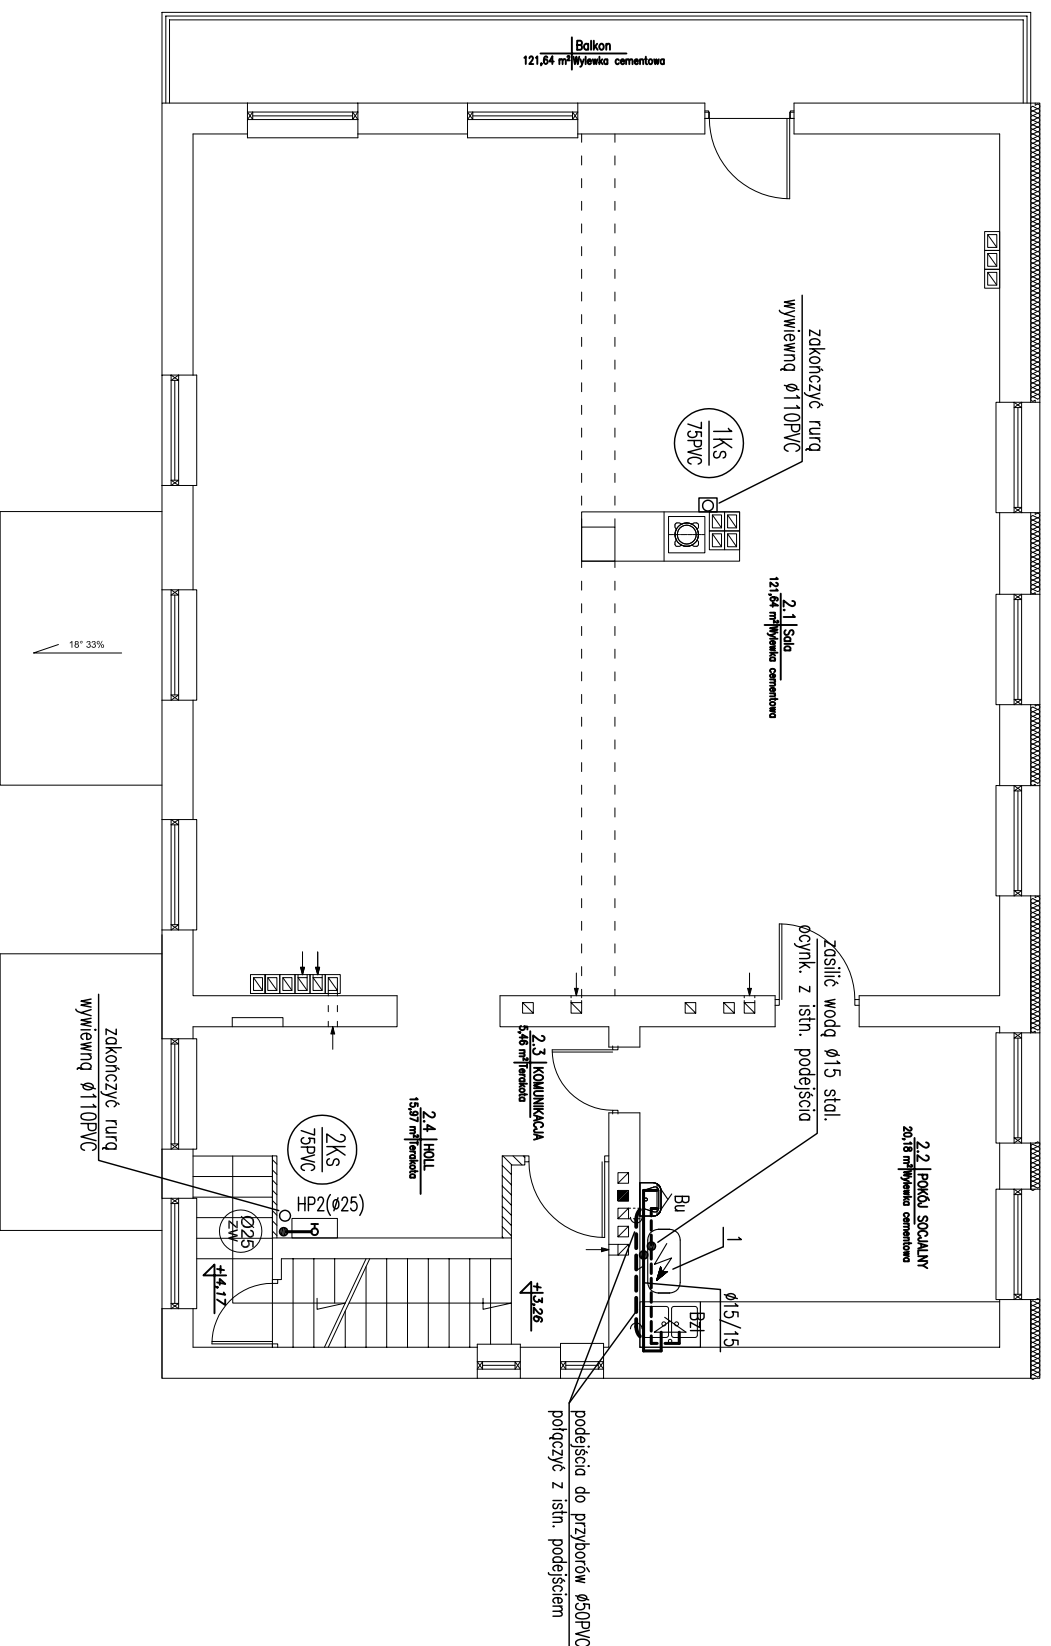 Balkon
121,64 m² Wylewka cementowa
zakończyć rurą
wywiewną ø110PVC
1Ks
75PVC
2.1 Sala
121,64 m² Wylewka cementowa
18° 33%
zasilić wodą ø15 stal.
ocynk. z istn. podejścia
2.3 KOMUNIKACJA
5,46 m² Terakota
2.4 HOLL
15,97 m² Terakota
2.2 POKÓJ SOCJALNY
20,18 m² Wylewka cementowa
zakończyć rurą
wywiewną ø110PVC
2Ks
75PVC
HP2(ø25)
H
Ø25
zw
+4,17
+3,26
Bu
1
ø15/15
Bzl
podejścia do przyborów ø50PVC
połączyć z istn. podejściem